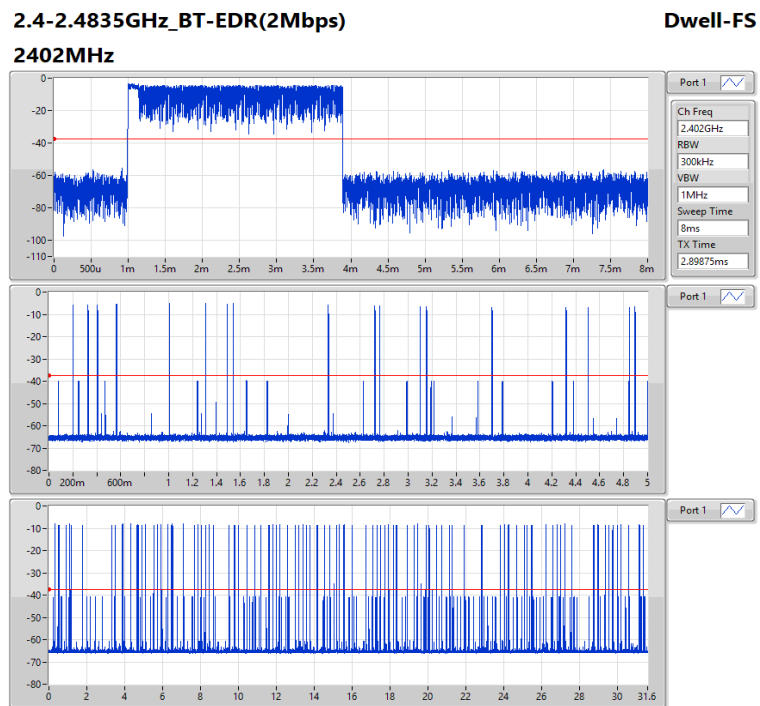 2.4-2.4835GHz_BT-EDR(2Mbps) Dwell-FS
2402MHz
Port 1
Ch Freq
2.402GHz
RBW
300kHz
VBW
1MHz
Sweep Time
8ms
TX Time
2.89875ms
0
-20
-40
-60
-80
-100
-110
0 500u 1m 1.5m 2m 2.5m 3m 3.5m 4m 4.5m 5m 5.5m 6m 6.5m 7m 7.5m 8m
Port 1
0
-10
-20
-30
-40
-50
-60
-70
-80
0 200m 600m 1 1.2 1.4 1.6 1.8 2 2.2 2.4 2.6 2.8 3 3.2 3.4 3.6 3.8 4 4.2 4.4 4.6 4.8 5
Port 1
0
-10
-20
-30
-40
-50
-60
-70
-80
0 2 4 6 8 10 12 14 16 18 20 22 24 26 28 30 31.6